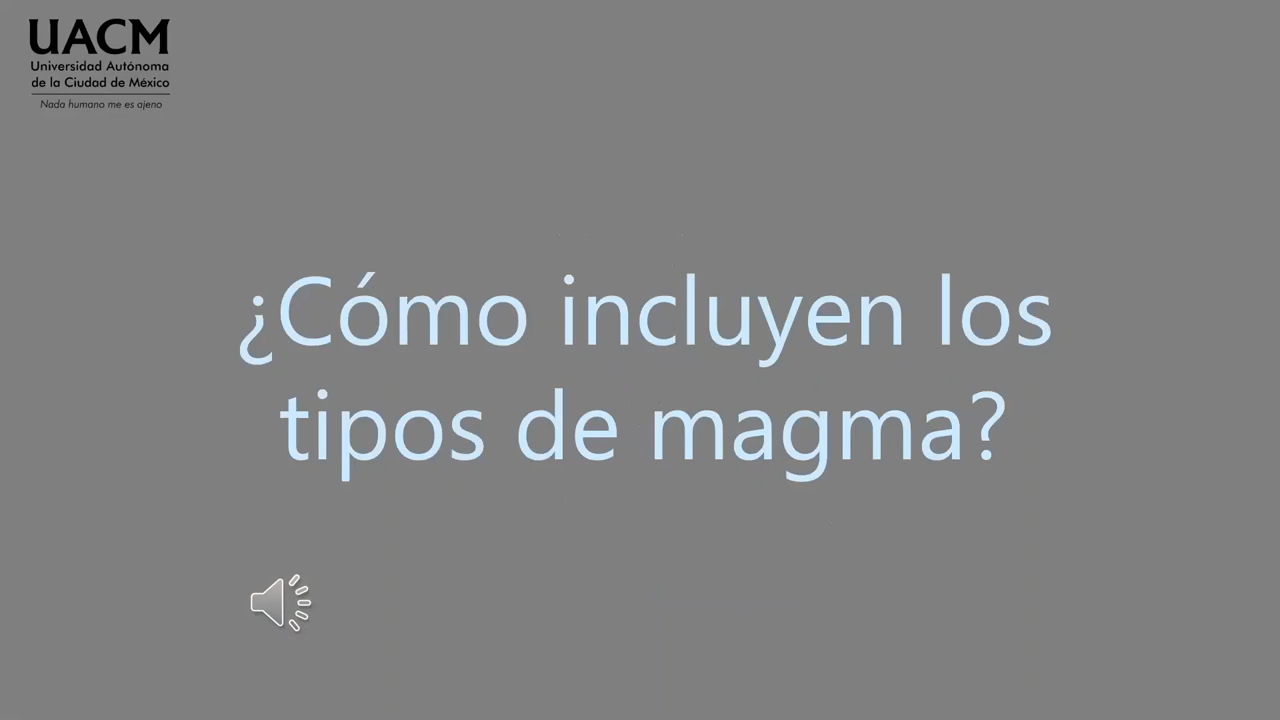 UACM
Universidad Autónoma
de la Ciudad de México
Nada humano me es ajeno
¿Cómo incluyen los
tipos de magma?